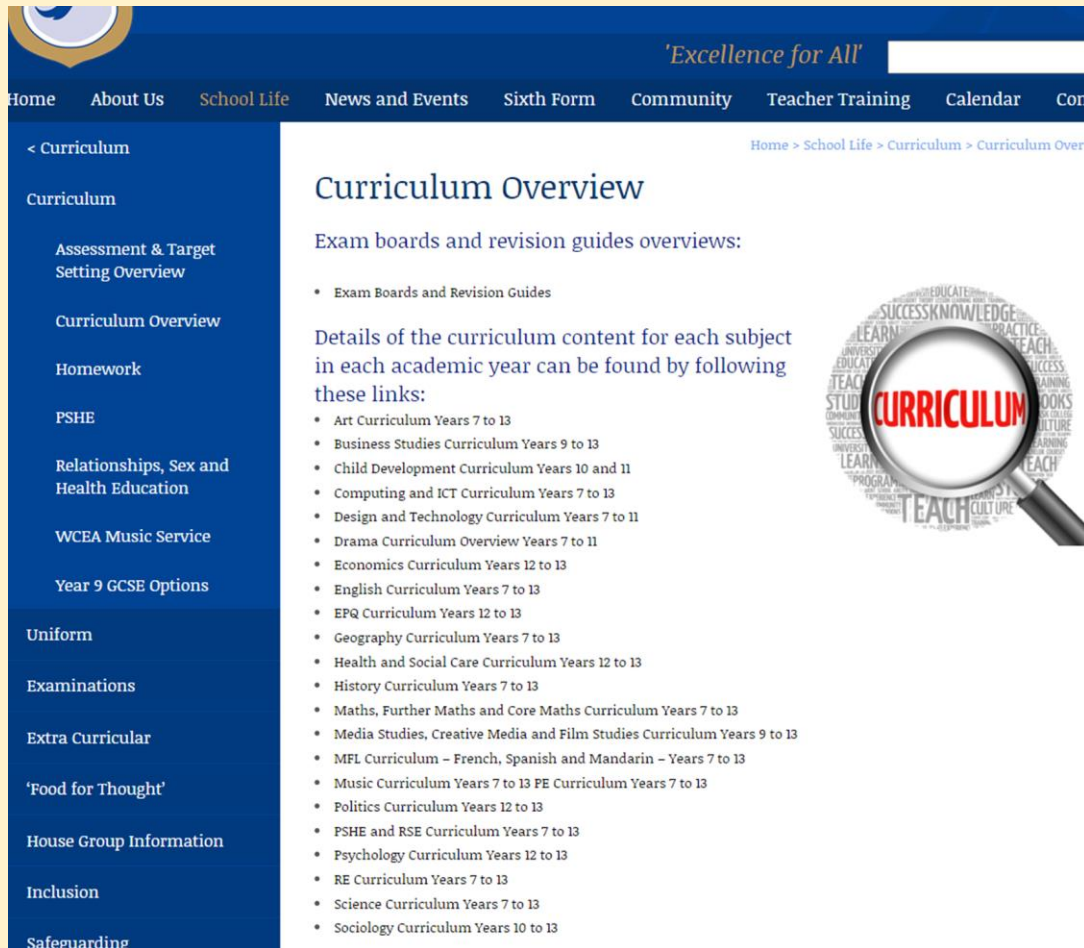 'Excellence for All'
Home About Us School Life News and Events Sixth Form Community Teacher Training Calendar
< Curriculum
Curriculum
Assessment & Target
Setting Overview
Curriculum Overview
Homework
PSHE
Relationships, Sex and
Health Education
WCEA Music Service
Year 9 GCSE Options
Uniform
Examinations
Extra Curricular
‘Food for Thought’
House Group Information
Inclusion
Safeguarding
Home > School Life > Curriculum > Curriculum Over
Curriculum Overview
Exam boards and revision guides overviews:
• Exam Boards and Revision Guides
Details of the curriculum content for each subject
in each academic year can be found by following
these links:
• Art Curriculum Years 7 to 13
• Business Studies Curriculum Years 9 to 13
• Child Development Curriculum Years 10 and 11
• Computing and ICT Curriculum Years 7 to 13
• Design and Technology Curriculum Years 7 to 11
• Drama Curriculum Overview Years 7 to 11
• Economics Curriculum Years 12 to 13
• English Curriculum Years 7 to 13
• EPQ Curriculum Years 12 to 13
• Geography Curriculum Years 7 to 13
• Health and Social Care Curriculum Years 12 to 13
• History Curriculum Years 7 to 13
• Maths, Further Maths and Core Maths Curriculum Years 7 to 13
• Media Studies, Creative Media and Film Studies Curriculum Years 9 to 13
• MFL Curriculum – French, Spanish and Mandarin – Years 7 to 13
• Music Curriculum Years 7 to 13 PE Curriculum Years 7 to 13
• Politics Curriculum Years 12 to 13
• PSHE and RSE Curriculum Years 7 to 13
• Psychology Curriculum Years 12 to 13
• RE Curriculum Years 7 to 13
• Science Curriculum Years 7 to 13
• Sociology Curriculum Years 10 to 13
EDUCATE
SUCCESS KNOWLEDGE
LEARN PRACTICE
TEACH
CURRICULUM
LEARN TEACH
PROGRAM
TEACH CULTURE